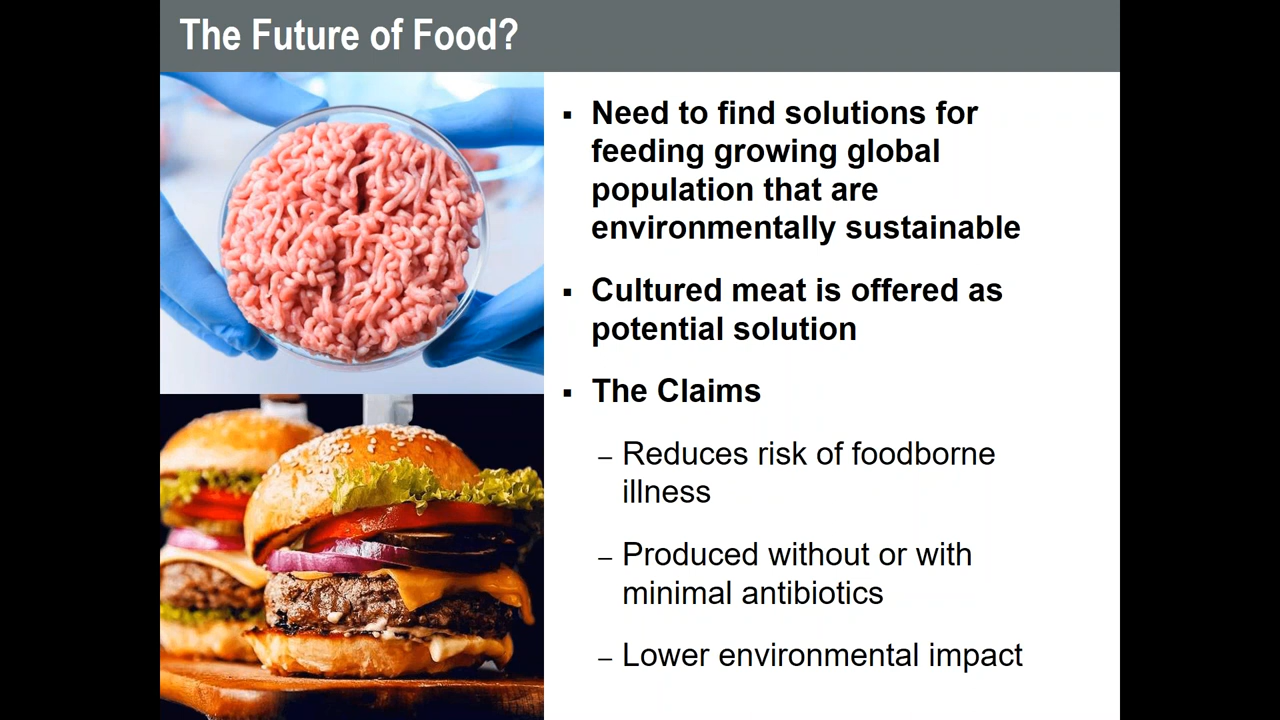 The Future of Food?
▪ Need to find solutions for
feeding growing global
population that are
environmentally sustainable
▪ Cultured meat is offered as
potential solution
▪ The Claims
– Reduces risk of foodborne
illness
– Produced without or with
minimal antibiotics
– Lower environmental impact